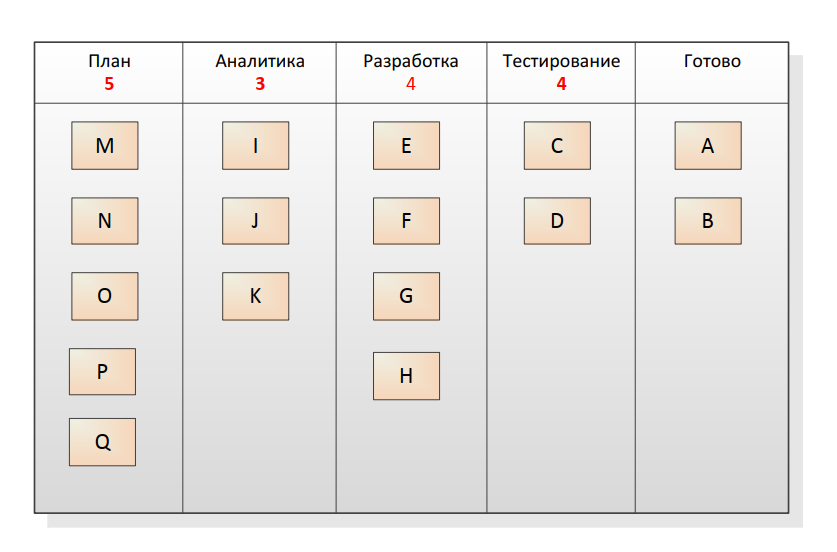 План Аналитика Разработка Тестирование Готово
5 3 4 4
M I E C A
N J F D B
O K G
P H
Q